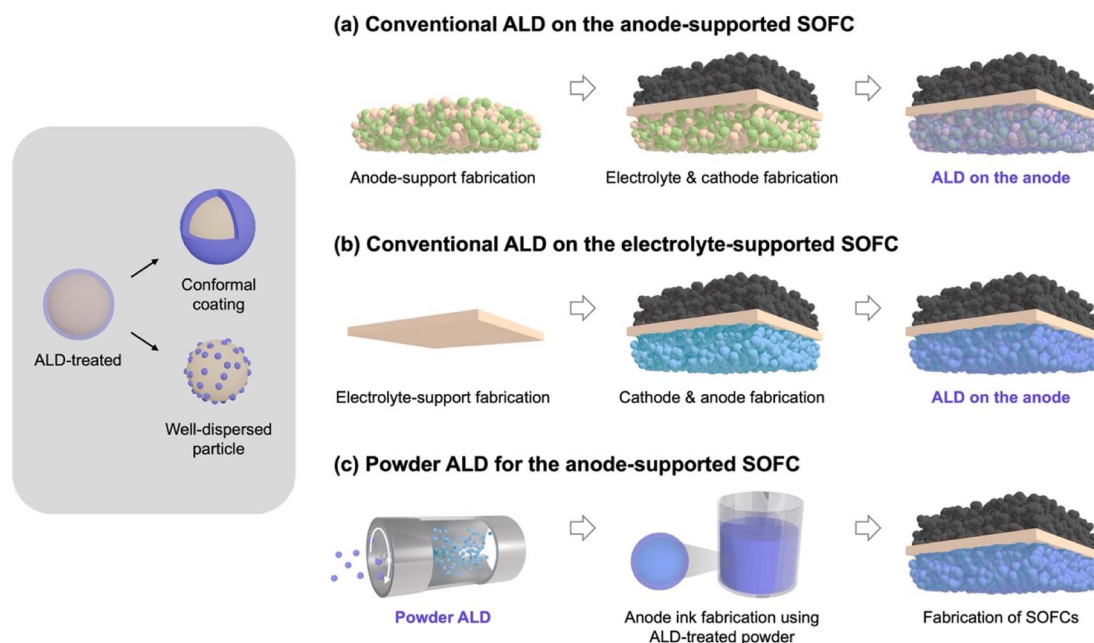 (a) Conventional ALD on the anode-supported SOFC
Anode-support fabrication
Electrolyte & cathode fabrication
ALD on the anode
Conformal
coating
ALD-treated
Well-dispersed
particle
(b) Conventional ALD on the electrolyte-supported SOFC
Electrolyte-support fabrication
Cathode & anode fabrication
ALD on the anode
(c) Powder ALD for the anode-supported SOFC
Powder ALD
Anode ink fabrication using
ALD-treated powder
Fabrication of SOFCs